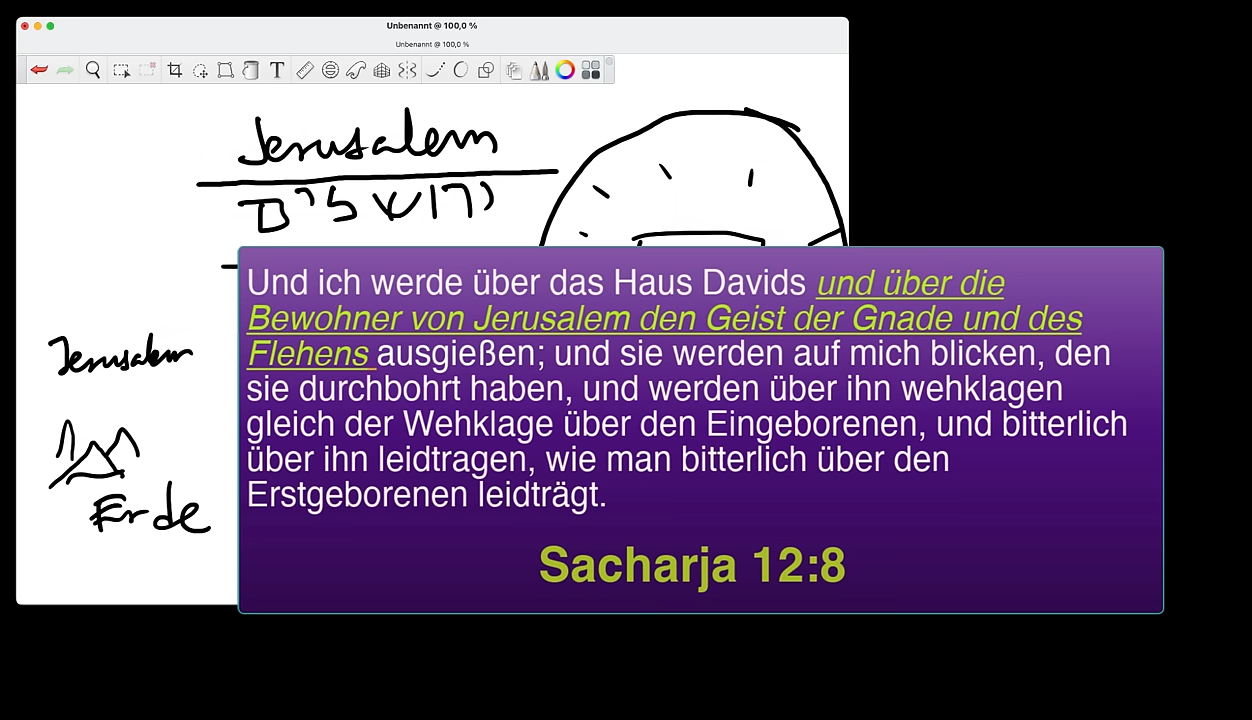 Unbenannt @ 100,0 %
Unbenannt @ 100,0 %
T
Jerusalem
Jerusalem
Erde
Und ich werde über das Haus Davids und über die
Bewohner von Jerusalem den Geist der Gnade und des
Flehens ausgießen; und sie werden auf mich blicken, den
sie durchbohrt haben, und werden über ihn wehklagen
gleich der Wehklage über den Eingeborenen, und bitterlich
über ihn leidtragen, wie man bitterlich über den
Erstgeborenen leidträgt.
Sacharja 12:8